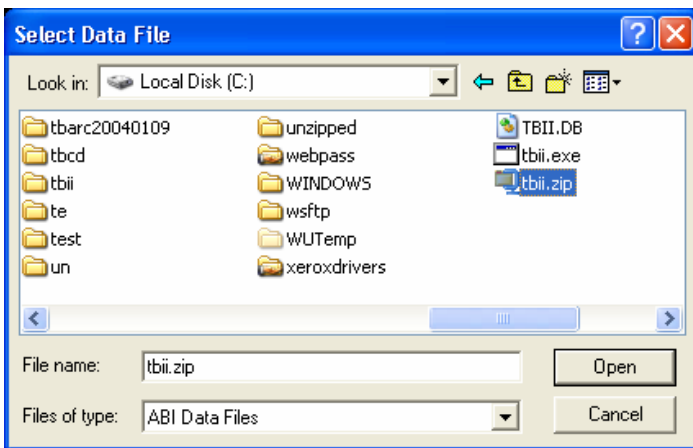 Select Data File
Look in: Local Disk (C:)
tbarc20040109 unzipped TBII.DB
tbcd webpass tbii.exe
tbii WINDOWS tbii.zip
te wsftp
test WUTemp
un xeroxdrivers
File name: tbii.zip Open
Files of type: ABI Data Files Cancel